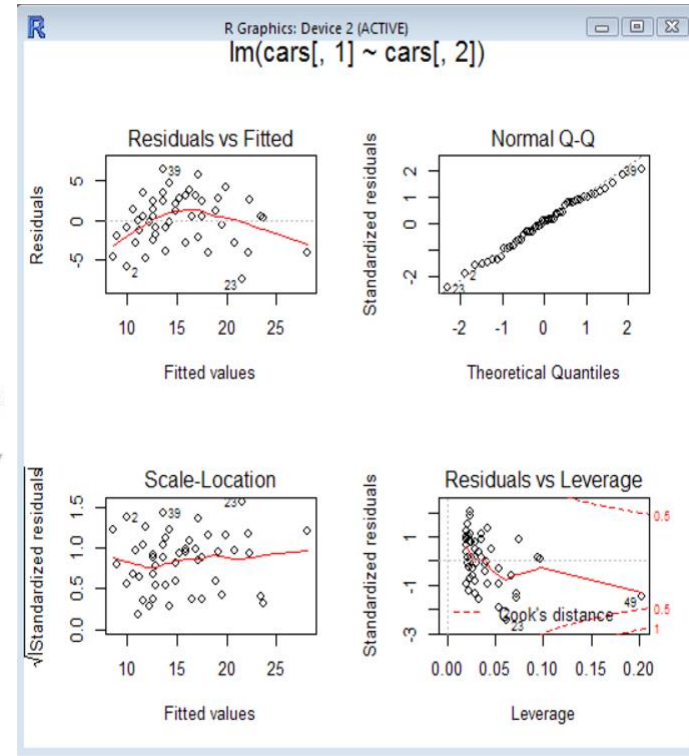 R Graphics: Device 2 (ACTIVE)
lm(cars[, 1] ~ cars[, 2])
Residuals vs Fitted
Residuals
5
0
-5
39
2
23
10 15 20 25
Fitted values
Normal Q-Q
Standardized residuals
2
1
0
-2
39
2
23
-2 -1 0 1 2
Theoretical Quantiles
Scale-Location
√|Standardized residuals
1.5
1.0
0.5
0.0
2
39
23
10 15 20 25
Fitted values
Residuals vs Leverage
Standardized residuals
1
-1
-3
0.5
49
0.5
Cook's distance
23
1
0.00 0.05 0.10 0.15 0.20
Leverage